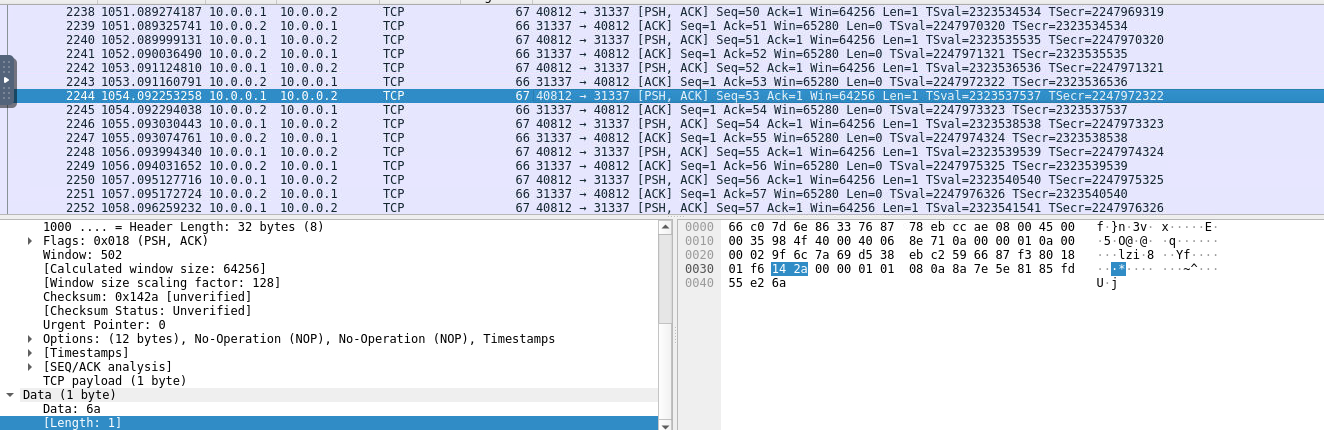 2238 1051.089274187 10.0.0.1 10.0.0.2 TCP 67 40812 → 31337 [PSH, ACK] Seq=50 Ack=1 Win=64256 Len=1 TSval=2323534534 TSecr=2247969319
2239 1051.089325741 10.0.0.2 10.0.0.1 TCP 66 31337 → 40812 [ACK] Seq=1 Ack=51 Win=65280 Len=0 TSval=2247970320 TSecr=2323534534
2240 1052.089999131 10.0.0.1 10.0.0.2 TCP 67 40812 → 31337 [PSH, ACK] Seq=51 Ack=1 Win=64256 Len=1 TSval=2323535535 TSecr=2247970320
2241 1052.090036490 10.0.0.2 10.0.0.1 TCP 66 31337 → 40812 [ACK] Seq=1 Ack=52 Win=65280 Len=0 TSval=2247971321 TSecr=2323535535
2242 1053.091124810 10.0.0.1 10.0.0.2 TCP 67 40812 → 31337 [PSH, ACK] Seq=52 Ack=1 Win=64256 Len=1 TSval=2323536536 TSecr=2247971321
2243 1053.091160791 10.0.0.2 10.0.0.1 TCP 66 31337 → 40812 [ACK] Seq=1 Ack=53 Win=65280 Len=0 TSval=2247972322 TSecr=2323536536
2244 1054.092253258 10.0.0.1 10.0.0.2 TCP 67 40812 → 31337 [PSH, ACK] Seq=53 Ack=1 Win=64256 Len=1 TSval=2323537537 TSecr=2247972322
2245 1054.092294038 10.0.0.2 10.0.0.1 TCP 66 31337 → 40812 [ACK] Seq=1 Ack=54 Win=65280 Len=0 TSval=2247973323 TSecr=2323537537
2246 1055.093030443 10.0.0.1 10.0.0.2 TCP 67 40812 → 31337 [PSH, ACK] Seq=54 Ack=1 Win=64256 Len=1 TSval=2323538538 TSecr=2247973323
2247 1055.093074761 10.0.0.2 10.0.0.1 TCP 66 31337 → 40812 [ACK] Seq=1 Ack=55 Win=65280 Len=0 TSval=2247974324 TSecr=2323538538
2248 1056.093994340 10.0.0.1 10.0.0.2 TCP 67 40812 → 31337 [PSH, ACK] Seq=55 Ack=1 Win=64256 Len=1 TSval=2323539539 TSecr=2247974324
2249 1056.094031652 10.0.0.2 10.0.0.1 TCP 66 31337 → 40812 [ACK] Seq=1 Ack=56 Win=65280 Len=0 TSval=2247975325 TSecr=2323539539
2250 1057.095127716 10.0.0.1 10.0.0.2 TCP 67 40812 → 31337 [PSH, ACK] Seq=56 Ack=1 Win=64256 Len=1 TSval=2323540540 TSecr=2247975325
2251 1057.095172724 10.0.0.2 10.0.0.1 TCP 66 31337 → 40812 [ACK] Seq=1 Ack=57 Win=65280 Len=0 TSval=2247976326 TSecr=2323540540
2252 1058.096259232 10.0.0.1 10.0.0.2 TCP 67 40812 → 31337 [PSH, ACK] Seq=57 Ack=1 Win=64256 Len=1 TSval=2323541541 TSecr=2247976326
1000 .... = Header Length: 32 bytes (8)
Flags: 0x018 (PSH, ACK)
Window: 502
[Calculated window size: 64256]
[Window size scaling factor: 128]
Checksum: 0x142a [unverified]
[Checksum Status: Unverified]
Urgent Pointer: 0
Options: (12 bytes), No-Operation (NOP), No-Operation (NOP), Timestamps
[Timestamps]
[SEQ/ACK analysis]
TCP payload (1 byte)
Data (1 byte)
Data: 6a
[Length: 1]
0000 66 c0 7d 6e 86 33 76 87 78 eb cc ae 08 00 45 00 f·}n·3v· x·····E·
0010 00 35 98 4f 40 00 40 06 8e 71 0a 00 00 01 0a 00 ·5·O@·@· ·q······
0020 00 02 9f 6c 7a 69 d5 38 eb c2 59 66 87 f3 80 18 ···lzi·8 ··Yf····
0030 01 f6 14 2a 00 00 01 01 08 0a 8a 7e 5e 81 85 fd ···*···· ···~^···
0040 55 e2 6a U·j